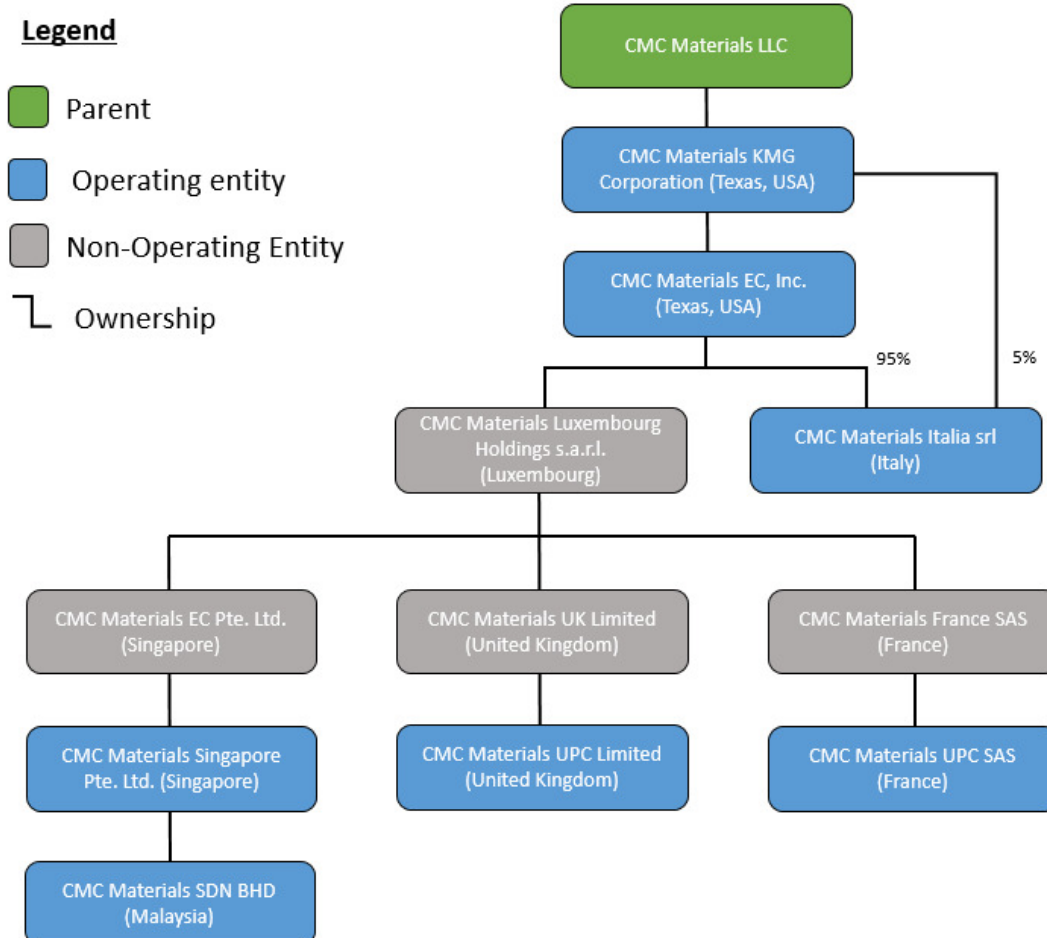 Legend
Parent
Operating entity
Non-Operating Entity
Ownership
CMC Materials LLC
CMC Materials KMG
Corporation (Texas, USA)
CMC Materials EC, Inc.
(Texas, USA)
95%
5%
CMC Materials Luxembourg
Holdings s.a.r.l.
(Luxembourg)
CMC Materials Italia srl
(Italy)
CMC Materials EC Pte. Ltd.
(Singapore)
CMC Materials UK Limited
(United Kingdom)
CMC Materials France SAS
(France)
CMC Materials Singapore
Pte. Ltd. (Singapore)
CMC Materials UPC Limited
(United Kingdom)
CMC Materials UPC SAS
(France)
CMC Materials SDN BHD
(Malaysia)